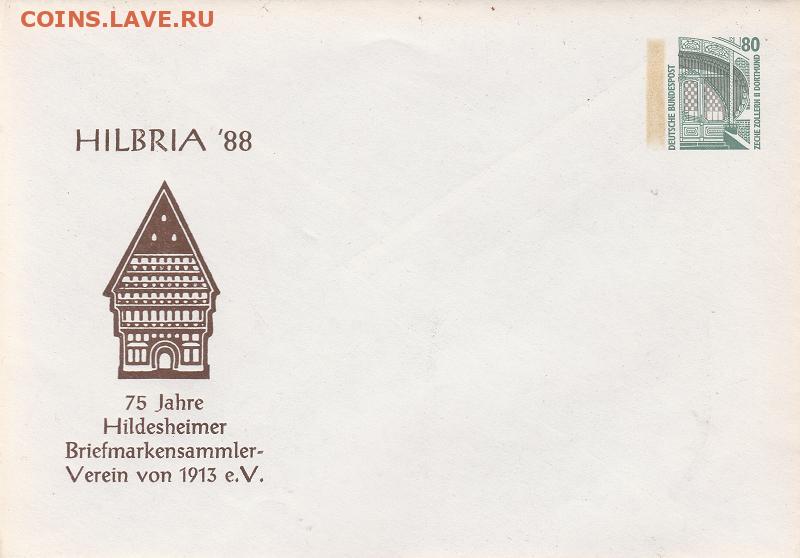 COINS.LAVE.RU
HILBRIA '88
75 Jahre
Hildesheimer
Briefmarkensammler-
Verein von 1913 e.V.
80
DEUTSCHE BUNDESPOST
ZECHE ZOLLERN II DORTMUND